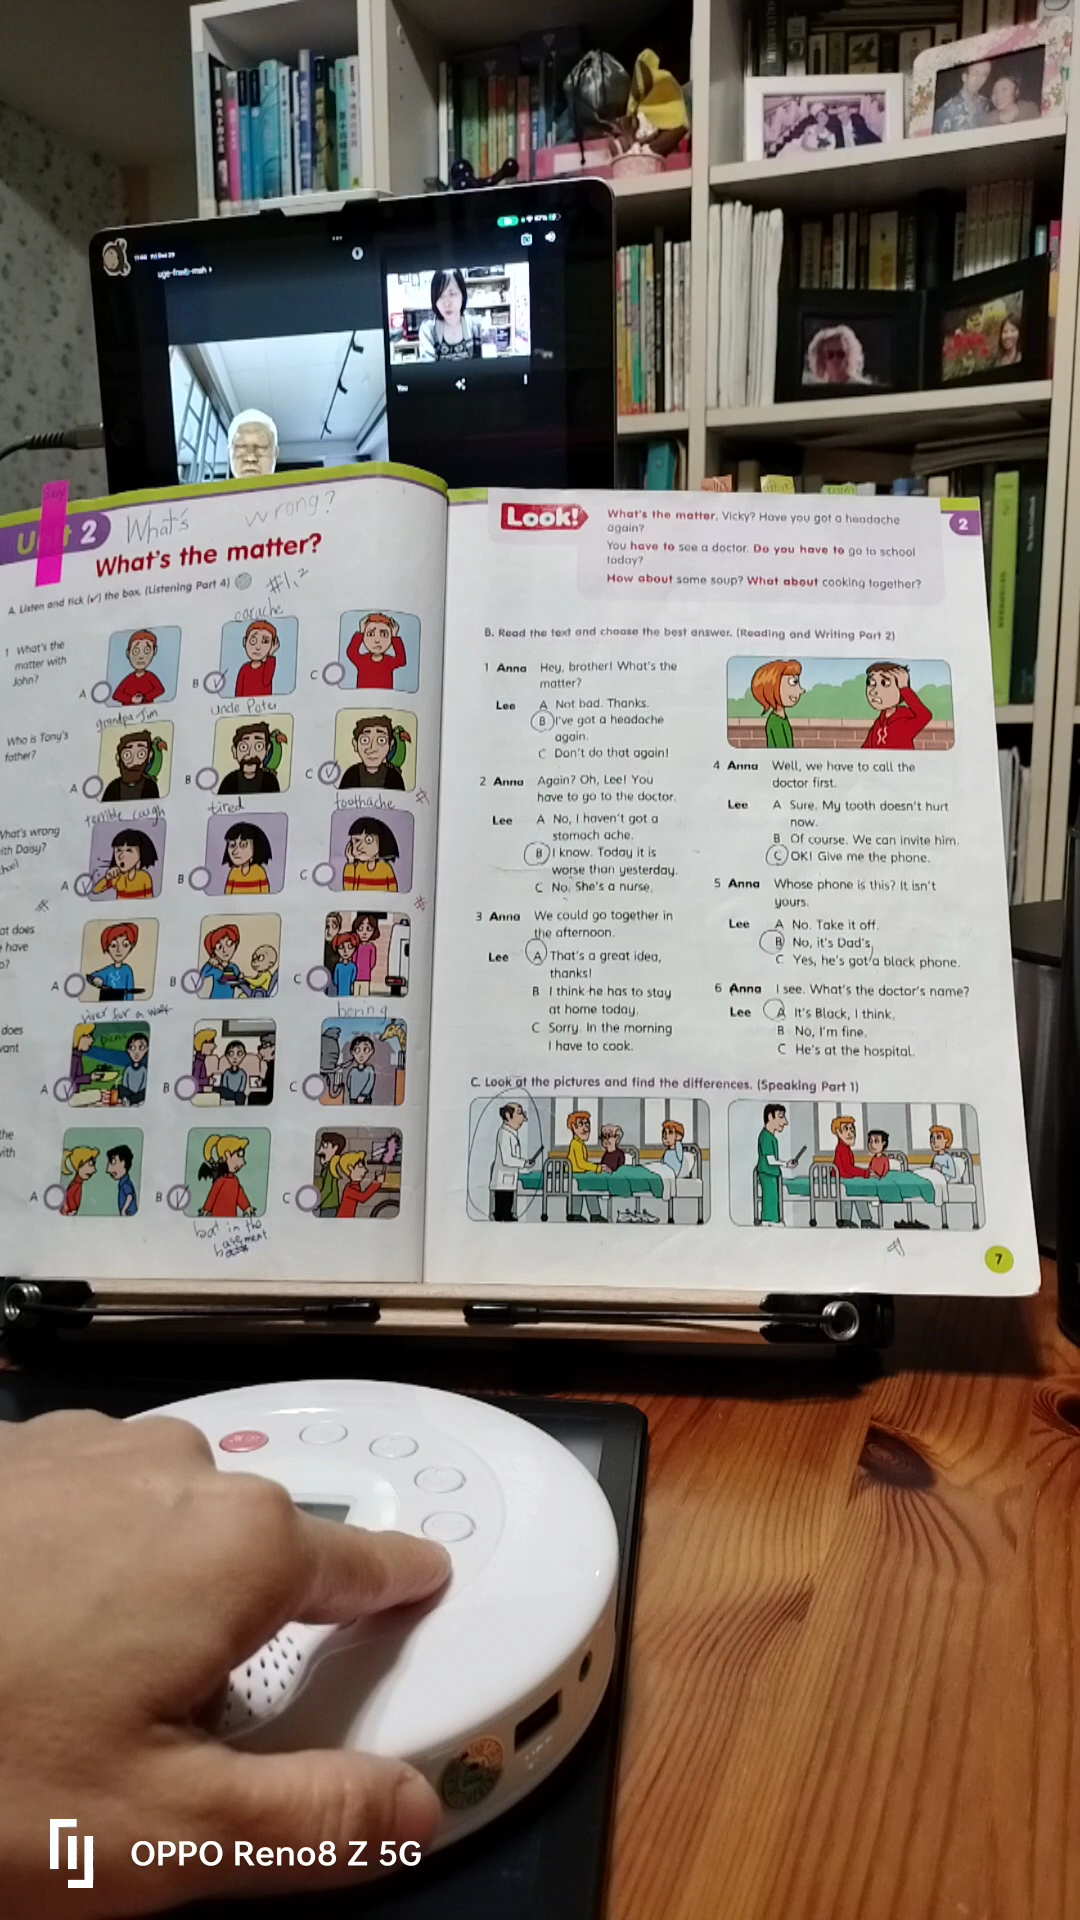 You
Unit 2
What's wrong?
What's the matter?
A. Listen and tick (✓) the box. (Listening Part 4)
#1,2
earache
1 What's the
matter with
John?
A
B
C
grandpa Jim
uncle Peter
Who is Tony's
father?
A
B
C
terrible cough
tired
toothache
What's wrong
with Daisy?
A
B
C
at does
have
o?
A
B
C
boring
does
want
picnic
A
B
C
the
with
A
B
C
bat in the
basement
Look!
2
What's the matter, Vicky? Have you got a headache
again?
You have to see a doctor. Do you have to go to school
today?
How about some soup? What about cooking together?
B. Read the text and choose the best answer. (Reading and Writing Part 2)
1 Anna Hey, brother! What's the
matter?
Lee A Not bad. Thanks.
B I've got a headache
again.
C Don't do that again!
2 Anna Again? Oh, Lee! You
have to go to the doctor.
Lee A No, I haven't got a
stomach ache.
B I know. Today it is
worse than yesterday.
C No. She's a nurse.
3 Anna We could go together in
the afternoon.
Lee A That's a great idea,
thanks!
B I think he has to stay
at home today.
C Sorry. In the morning
I have to cook.
4 Anna Well, we have to call the
doctor first.
Lee A Sure. My tooth doesn't hurt
now.
B Of course. We can invite him.
C OK! Give me the phone.
5 Anna Whose phone is this? It isn't
yours.
Lee A No. Take it off.
B No, it's Dad's.
C Yes, he's got a black phone.
6 Anna I see. What's the doctor's name?
Lee A It's Black, I think.
B No, I'm fine.
C He's at the hospital.
C. Look at the pictures and find the differences. (Speaking Part 1)
7
OPPO Reno8 Z 5G